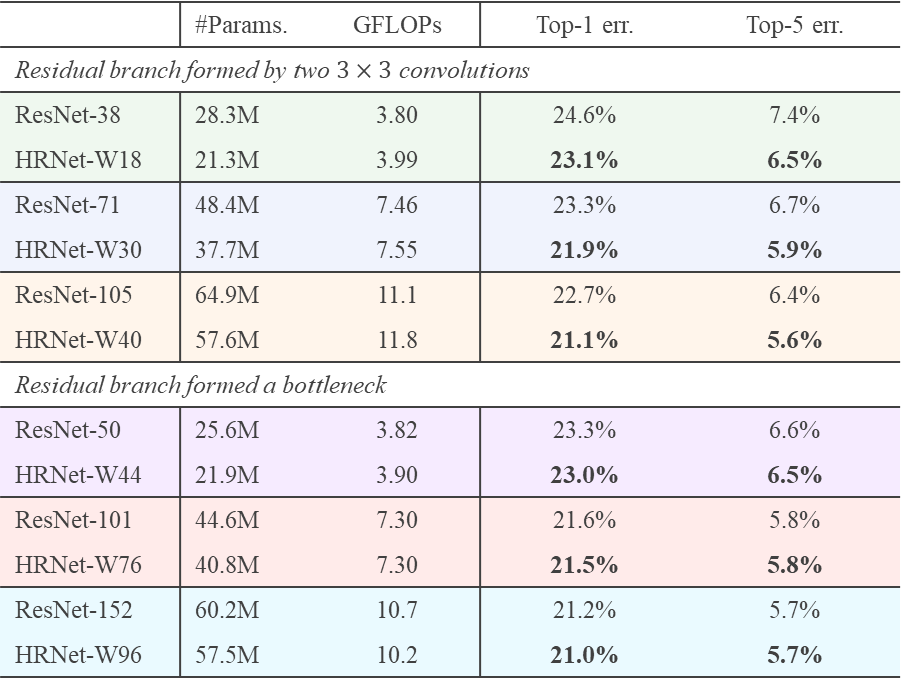 #Params. GFLOPs Top-1 err. Top-5 err.
Residual branch formed by two 3 × 3 convolutions
ResNet-38 28.3M 3.80 24.6% 7.4%
HRNet-W18 21.3M 3.99 23.1% 6.5%
ResNet-71 48.4M 7.46 23.3% 6.7%
HRNet-W30 37.7M 7.55 21.9% 5.9%
ResNet-105 64.9M 11.1 22.7% 6.4%
HRNet-W40 57.6M 11.8 21.1% 5.6%
Residual branch formed a bottleneck
ResNet-50 25.6M 3.82 23.3% 6.6%
HRNet-W44 21.9M 3.90 23.0% 6.5%
ResNet-101 44.6M 7.30 21.6% 5.8%
HRNet-W76 40.8M 7.30 21.5% 5.8%
ResNet-152 60.2M 10.7 21.2% 5.7%
HRNet-W96 57.5M 10.2 21.0% 5.7%